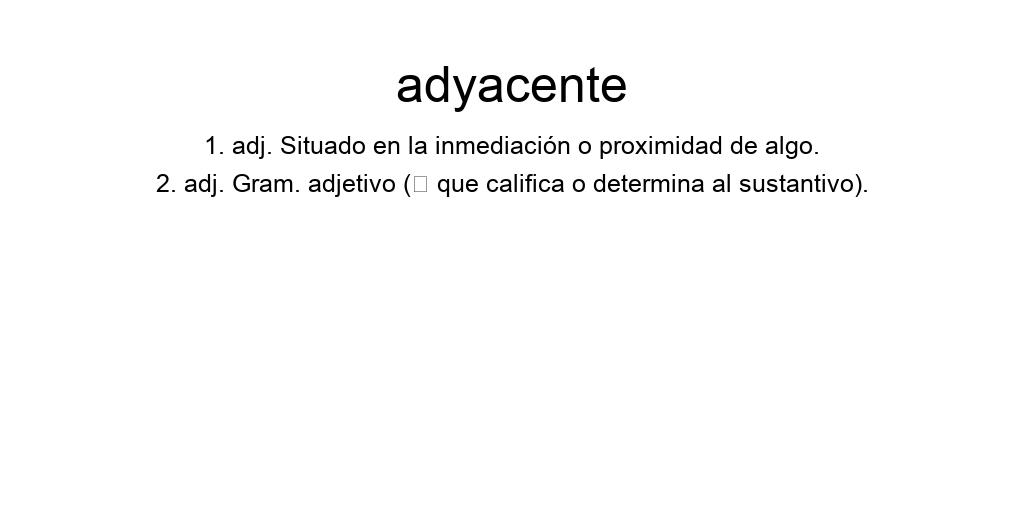 adyacente
1. adj. Situado en la inmediación o proximidad de algo.
2. adj. Gram. adjetivo (▯ que califica o determina al sustantivo).